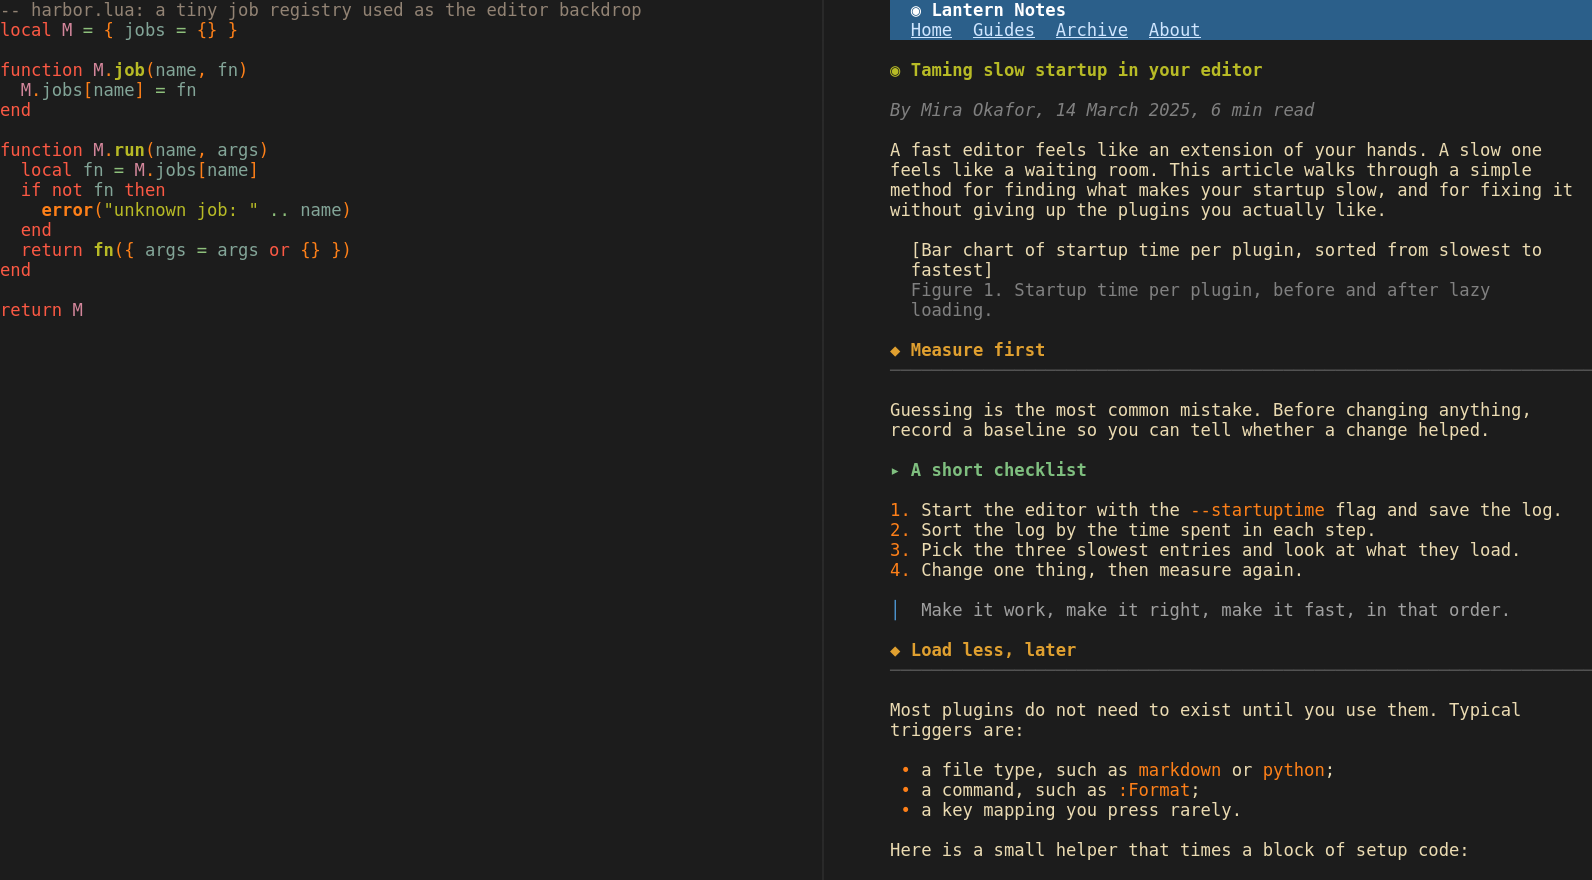 -- harbor.lua: a tiny job registry used as the editor backdrop
local M = { jobs = {} }
function M.job(name, fn)
  M.jobs[name] = fn
end
function M.run(name, args)
  local fn = M.jobs[name]
  if not fn then
    error("unknown job: " .. name)
  end
  return fn({ args = args or {} })
end
return M
◉ Lantern Notes
Home  Guides  Archive  About
◉ Taming slow startup in your editor
By Mira Okafor, 14 March 2025, 6 min read
A fast editor feels like an extension of your hands. A slow one
feels like a waiting room. This article walks through a simple
method for finding what makes your startup slow, and for fixing it
without giving up the plugins you actually like.
[Bar chart of startup time per plugin, sorted from slowest to
fastest]
Figure 1. Startup time per plugin, before and after lazy
loading.
◆ Measure first
Guessing is the most common mistake. Before changing anything,
record a baseline so you can tell whether a change helped.
▸ A short checklist
1. Start the editor with the --startuptime flag and save the log.
2. Sort the log by the time spent in each step.
3. Pick the three slowest entries and look at what they load.
4. Change one thing, then measure again.
│ Make it work, make it right, make it fast, in that order.
◆ Load less, later
Most plugins do not need to exist until you use them. Typical
triggers are:
• a file type, such as markdown or python;
• a command, such as :Format;
• a key mapping you press rarely.
Here is a small helper that times a block of setup code: